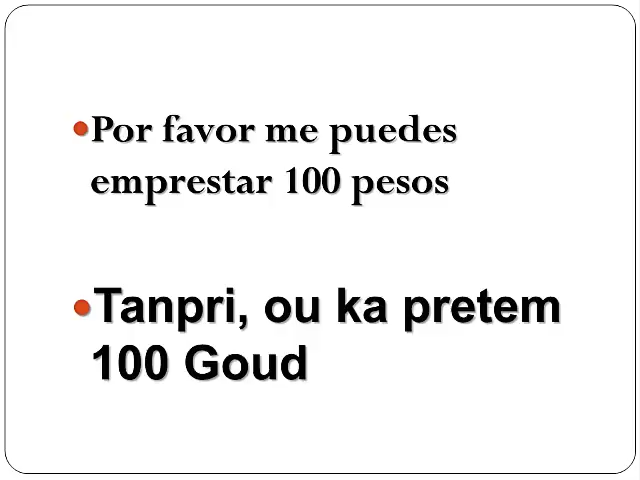 Por favor me puedes
emprestar 100 pesos
Tanpri, ou ka pretem
100 Goud